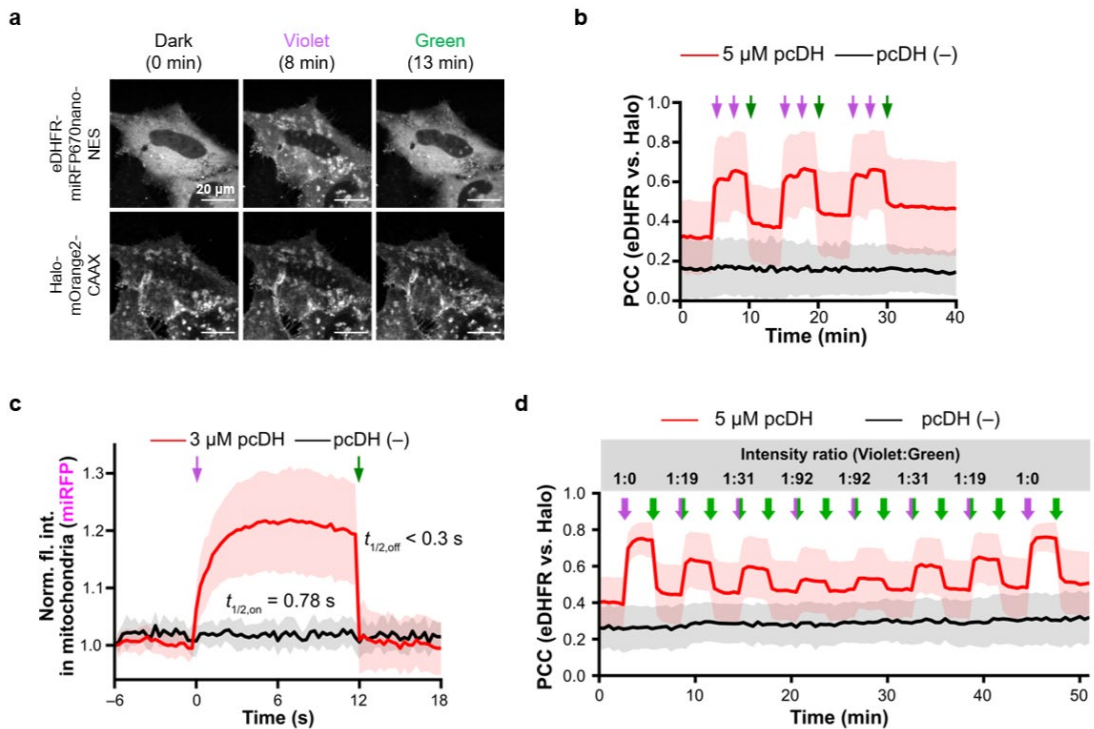 a
Dark
(0 min)
Violet
(8 min)
Green
(13 min)
eDHFR-
miRFP670nano-
NES
20 μm
Halo-
mOrange2-
CAAX
b
5 μM pcDH
pcDH (–)
PCC (eDHFR vs. Halo)
1.0
0.8
0.6
0.4
0.2
0.0
0
10
20
30
40
Time (min)
c
3 μM pcDH
pcDH (–)
Norm. fl. int.
in mitochondria (miRFP)
1.3
1.2
1.1
1.0
t1/2,off < 0.3 s
t1/2,on = 0.78 s
–6
0
6
12
18
Time (s)
d
5 μM pcDH
pcDH (–)
Intensity ratio (Violet:Green)
1:0
1:19
1:31
1:92
1:92
1:31
1:19
1:0
PCC (eDHFR vs. Halo)
1.0
0.8
0.6
0.4
0.2
0.0
0
10
20
30
40
50
Time (min)